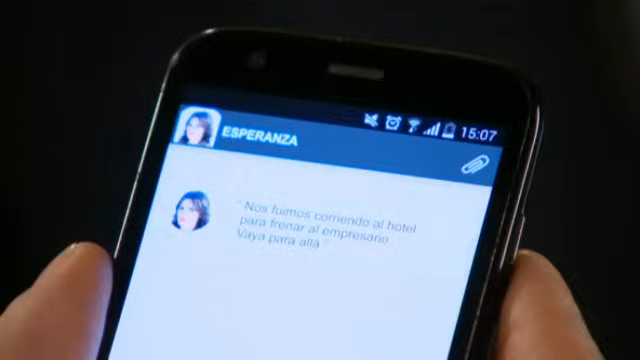 15:07
ESPERANZA
"Nos fuimos corriendo al hotel
para frenar al empresario
Vaya para allá"